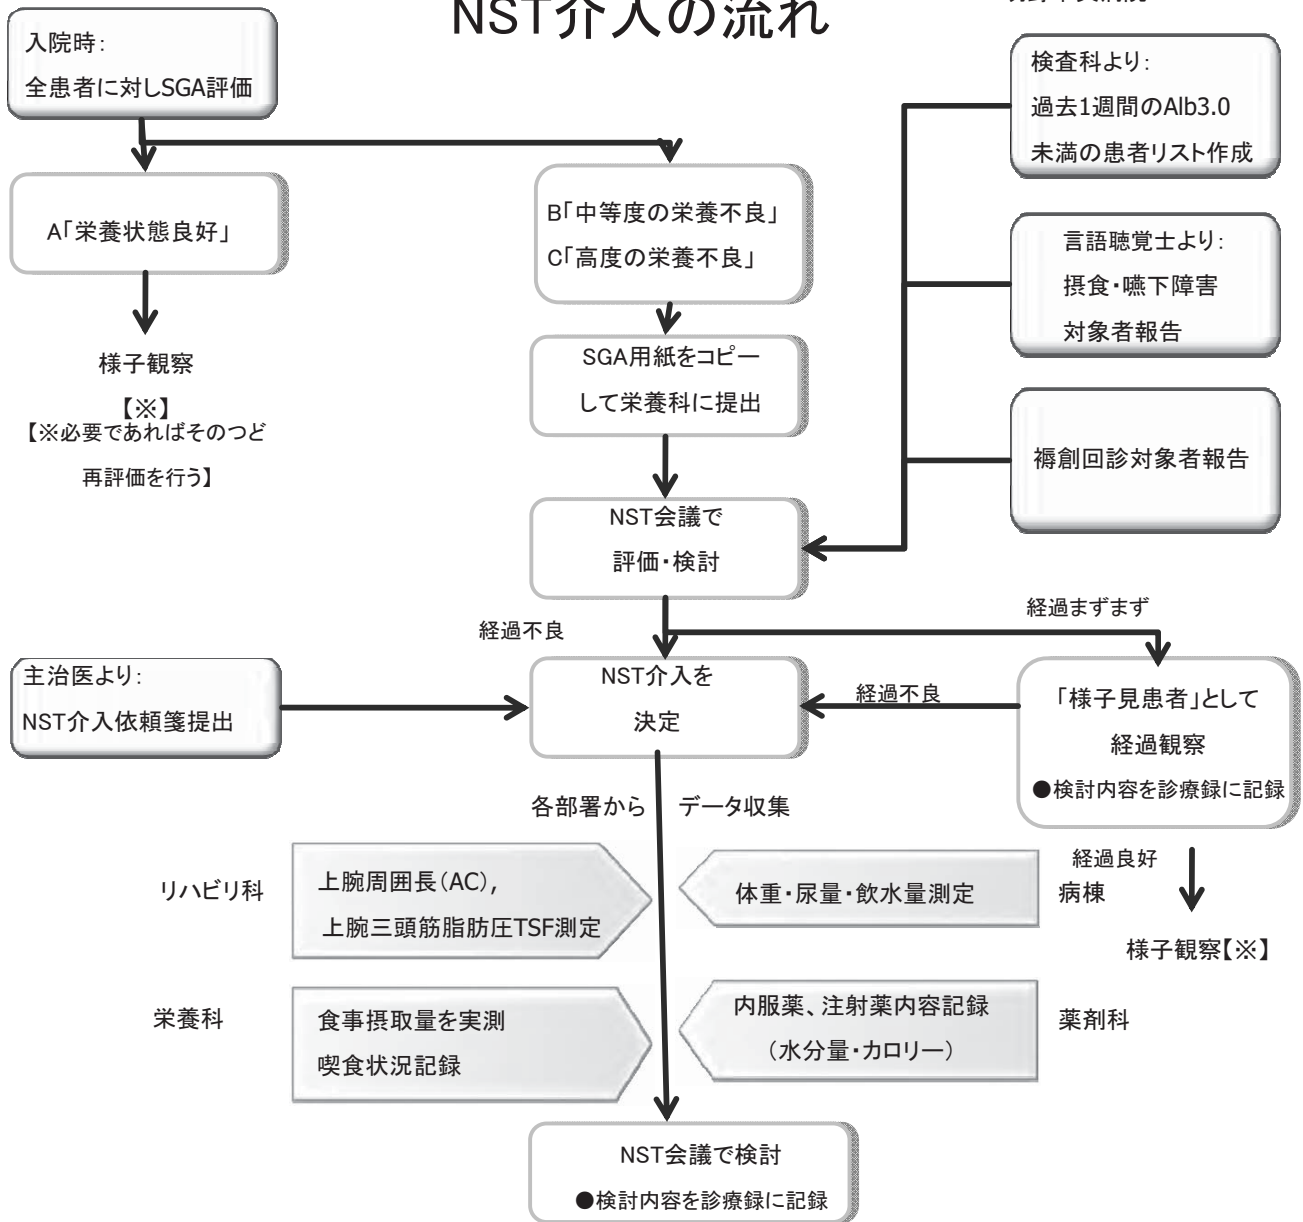 NST介入の流れ
入院時:
全患者に対しSGA評価
検査科より:
過去1週間のAlb3.0
未満の患者リスト作成
A「栄養状態良好」
B「中等度の栄養不良」
C「高度の栄養不良」
言語聴覚士より:
摂食・嚥下障害
対象者報告
様子観察
【※】
【※必要であればそのつど
再評価を行う】
SGA用紙をコピー
して栄養科に提出
褥創回診対象者報告
NST会議で
評価・検討
経過不良
経過まずまず
主治医より:
NST介入依頼箋提出
NST介入を
決定
経過不良
「様子見患者」として
経過観察
●検討内容を診療録に記録
各部署から データ収集
リハビリ科
上腕周囲長(AC),
上腕三頭筋脂肪圧TSF測定
体重・尿量・飲水量測定
病棟
経過良好
様子観察【※】
栄養科
食事摂取量を実測
喫食状況記録
内服薬、注射薬内容記録
(水分量・カロリー)
薬剤科
NST会議で検討
●検討内容を診療録に記録